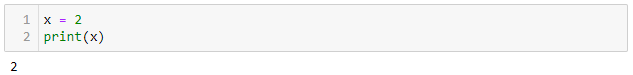 1 x = 2
2 print(x)
2